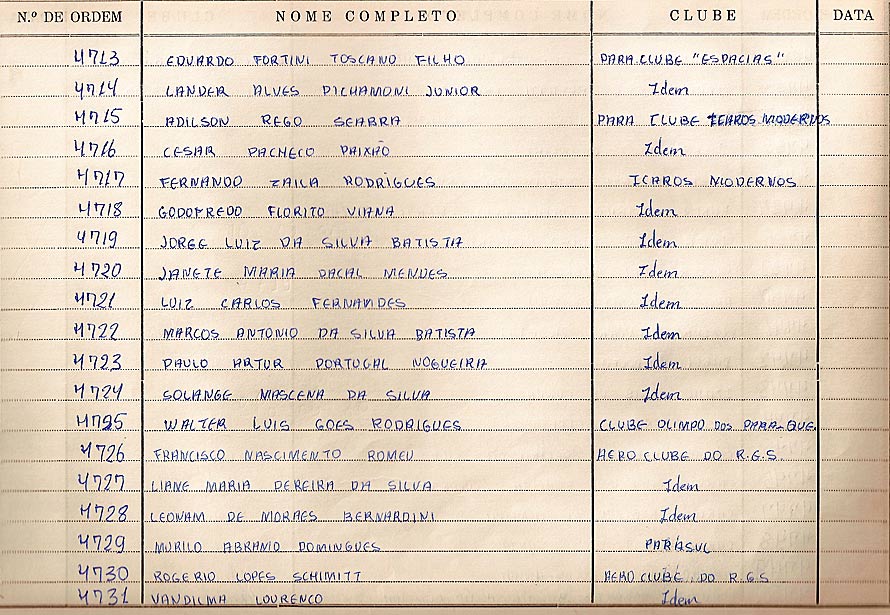 N.º DE ORDEM NOME COMPLETO CLUBE DATA
4713 EDUARDO FORTINI TOSCANO FILHO PARA CLUBE "ESPACIAS"
4714 LANDER ALVES PICHAMONI JUNIOR Idem
4715 ADILSON REGO SEABRA PARA CLUBE ICAROS MODERNOS
4716 CESAR PACHECO PAIXÃO Idem
4717 FERNANDO ZAILA RODRIGUES ICAROS MODERNOS
4718 GODOFREDO FLORITO VIANA Idem
4719 JORGE LUIZ DA SILVA BATISTA Idem
4720 JANETE MARIA DACAL MENDES Idem
4721 LUIZ CARLOS FERNANDES Idem
4722 MARCOS ANTONIO DA SILVA BATISTA Idem
4723 PAULO ARTUR PORTUGAL NOGUEIRA Idem
4724 SOLANGE MASCENA DA SILVA Idem
4725 WALTER LUIS GOES RODRIGUES CLUBE OLIMPO DOS PARA-QUE.
4726 FRANCISCO NASCIMENTO ROMEU AERO CLUBE DO R.G.S.
4727 LIANE MARIA PEREIRA DA SILVA Idem
4728 LEONAM DE MORAES BERNARDINI Idem
4729 MURILO ABRANIO DOMINGUES PARÁSUL
4730 ROGERIO LOPES SCHIMITT AERO CLUBE DO R.G.S
4731 VANDILMA LOURENCO Idem